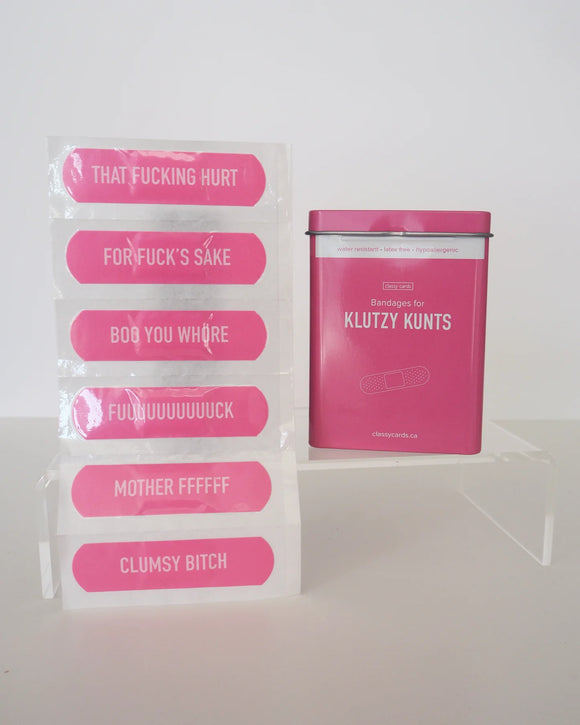 THAT FUCKING HURT
FOR FUCK'S SAKE
BOO YOU WHORE
FUUUUUUUUUUCK
MOTHER FFFFFF
CLUMSY BITCH
water resistant • latex free • hypoallergenic
classy cards
Bandages for
KLUTZY KUNTS
classycards.ca